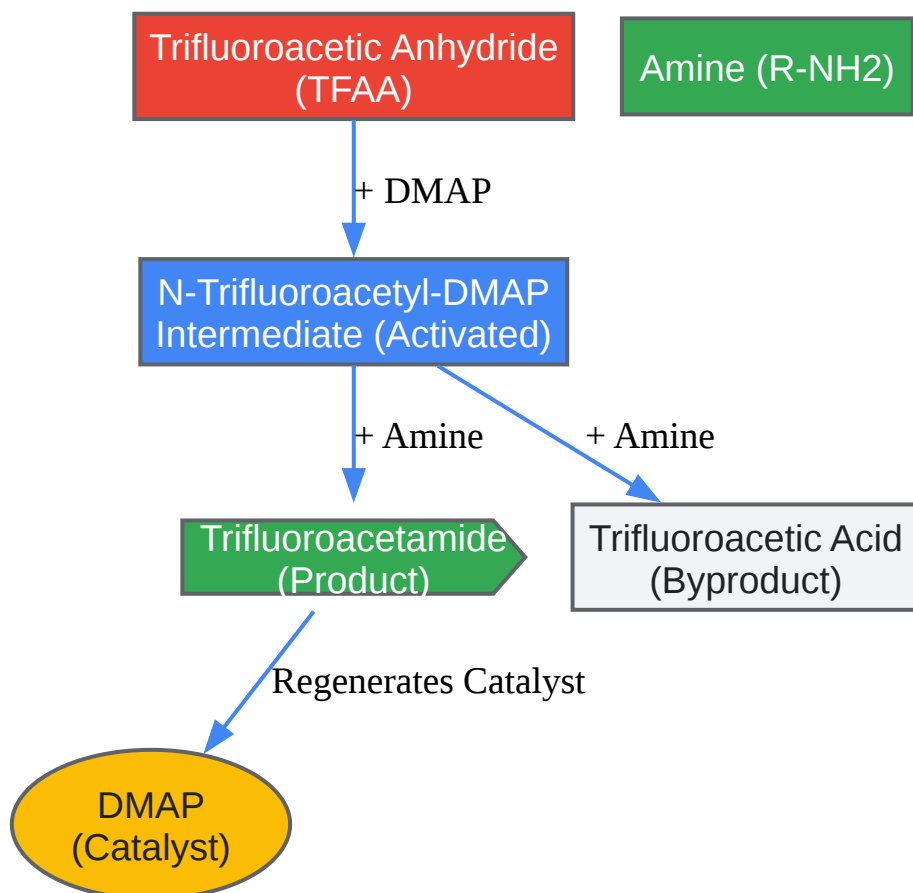 Trifluoroacetic Anhydride
(TFAA)
Amine (R-NH2)
+ DMAP
N-Trifluoroacetyl-DMAP
Intermediate (Activated)
+ Amine
+ Amine
Trifluoroacetamide
(Product)
Trifluoroacetic Acid
(Byproduct)
Regenerates Catalyst
DMAP
(Catalyst)